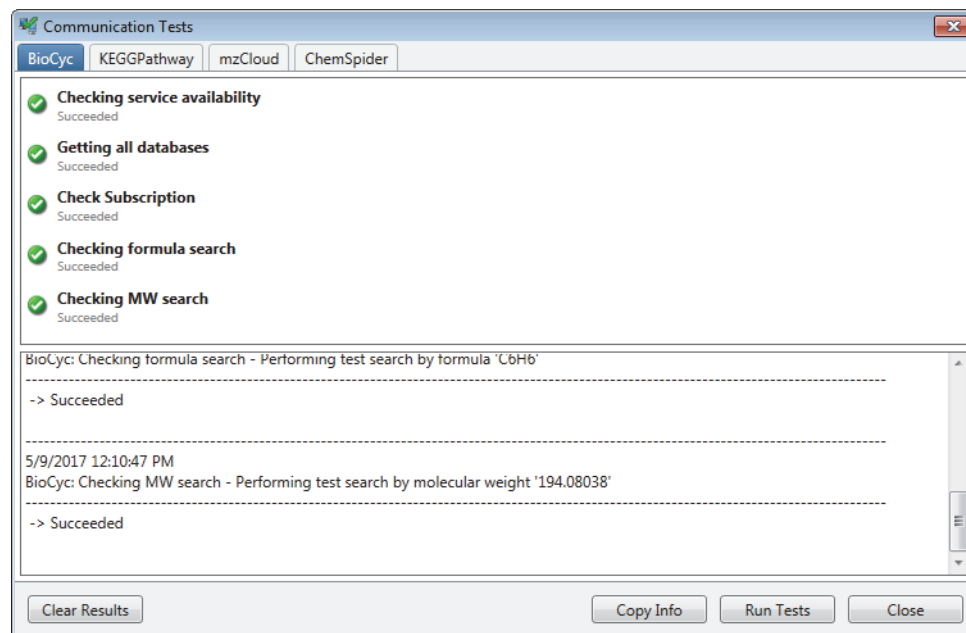 Communication Tests
BioCyc KEGGPathway mzCloud ChemSpider
Checking service availability
Succeeded
Getting all databases
Succeeded
Check Subscription
Succeeded
Checking formula search
Succeeded
Checking MW search
Succeeded
BioCyc: Checking formula search - Performing test search by formula 'C6H6'
-----------------------------------------------------------------------------------------------------------------------------------------------
-> Succeeded
-----------------------------------------------------------------------------------------------------------------------------------------------
5/9/2017 12:10:47 PM
BioCyc: Checking MW search - Performing test search by molecular weight '194.08038'
-----------------------------------------------------------------------------------------------------------------------------------------------
-> Succeeded
Clear Results Copy Info Run Tests Close